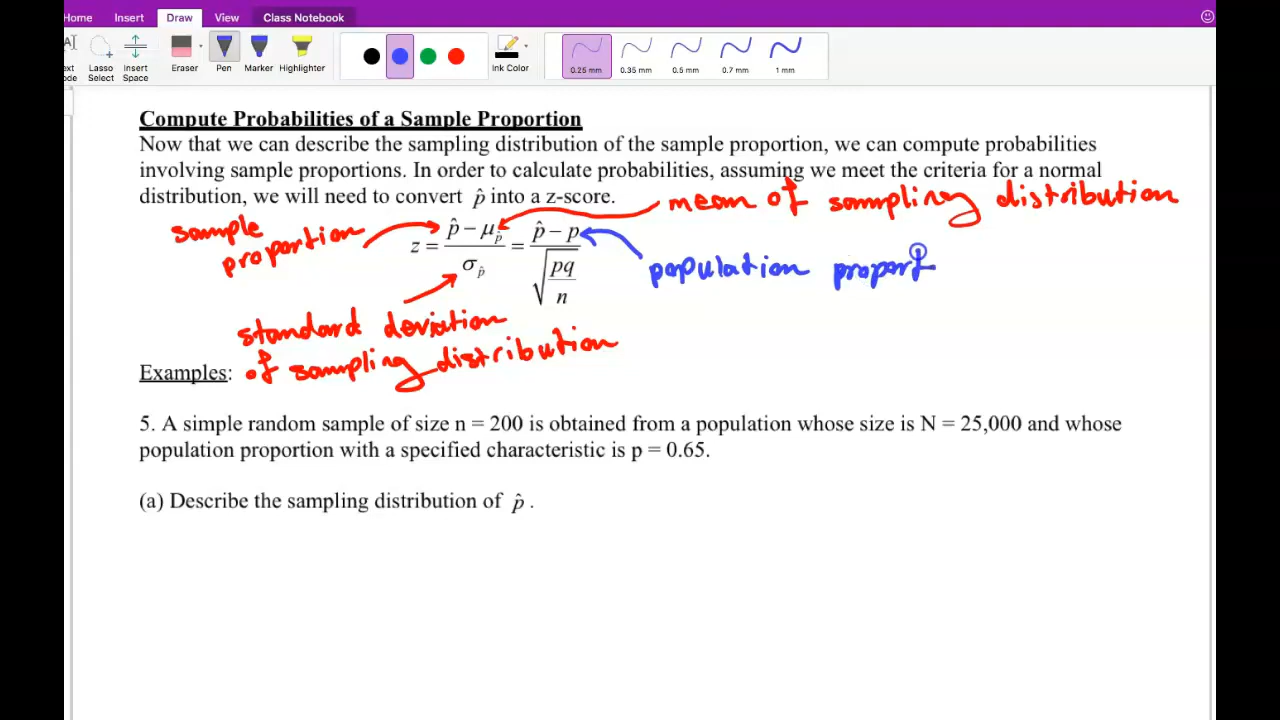 Home Insert Draw View Class Notebook
Lasso Select
Insert Space
Eraser
Pen
Marker
Highlighter
Ink Color
0.25 mm
0.35 mm
0.5 mm
0.7 mm
1 mm
Compute Probabilities of a Sample Proportion
Now that we can describe the sampling distribution of the sample proportion, we can compute probabilities
involving sample proportions. In order to calculate probabilities, assuming we meet the criteria for a normal
distribution, we will need to convert p̂ into a z-score.
mean of sampling distribution
sample
proportion
z = (p̂ − μ_p̂)/σ_p̂ = (p̂ − p)/√(pq/n)
population proport
standard deviation
of sampling distribution
Examples:
5. A simple random sample of size n = 200 is obtained from a population whose size is N = 25,000 and whose
population proportion with a specified characteristic is p = 0.65.
(a) Describe the sampling distribution of p̂ .